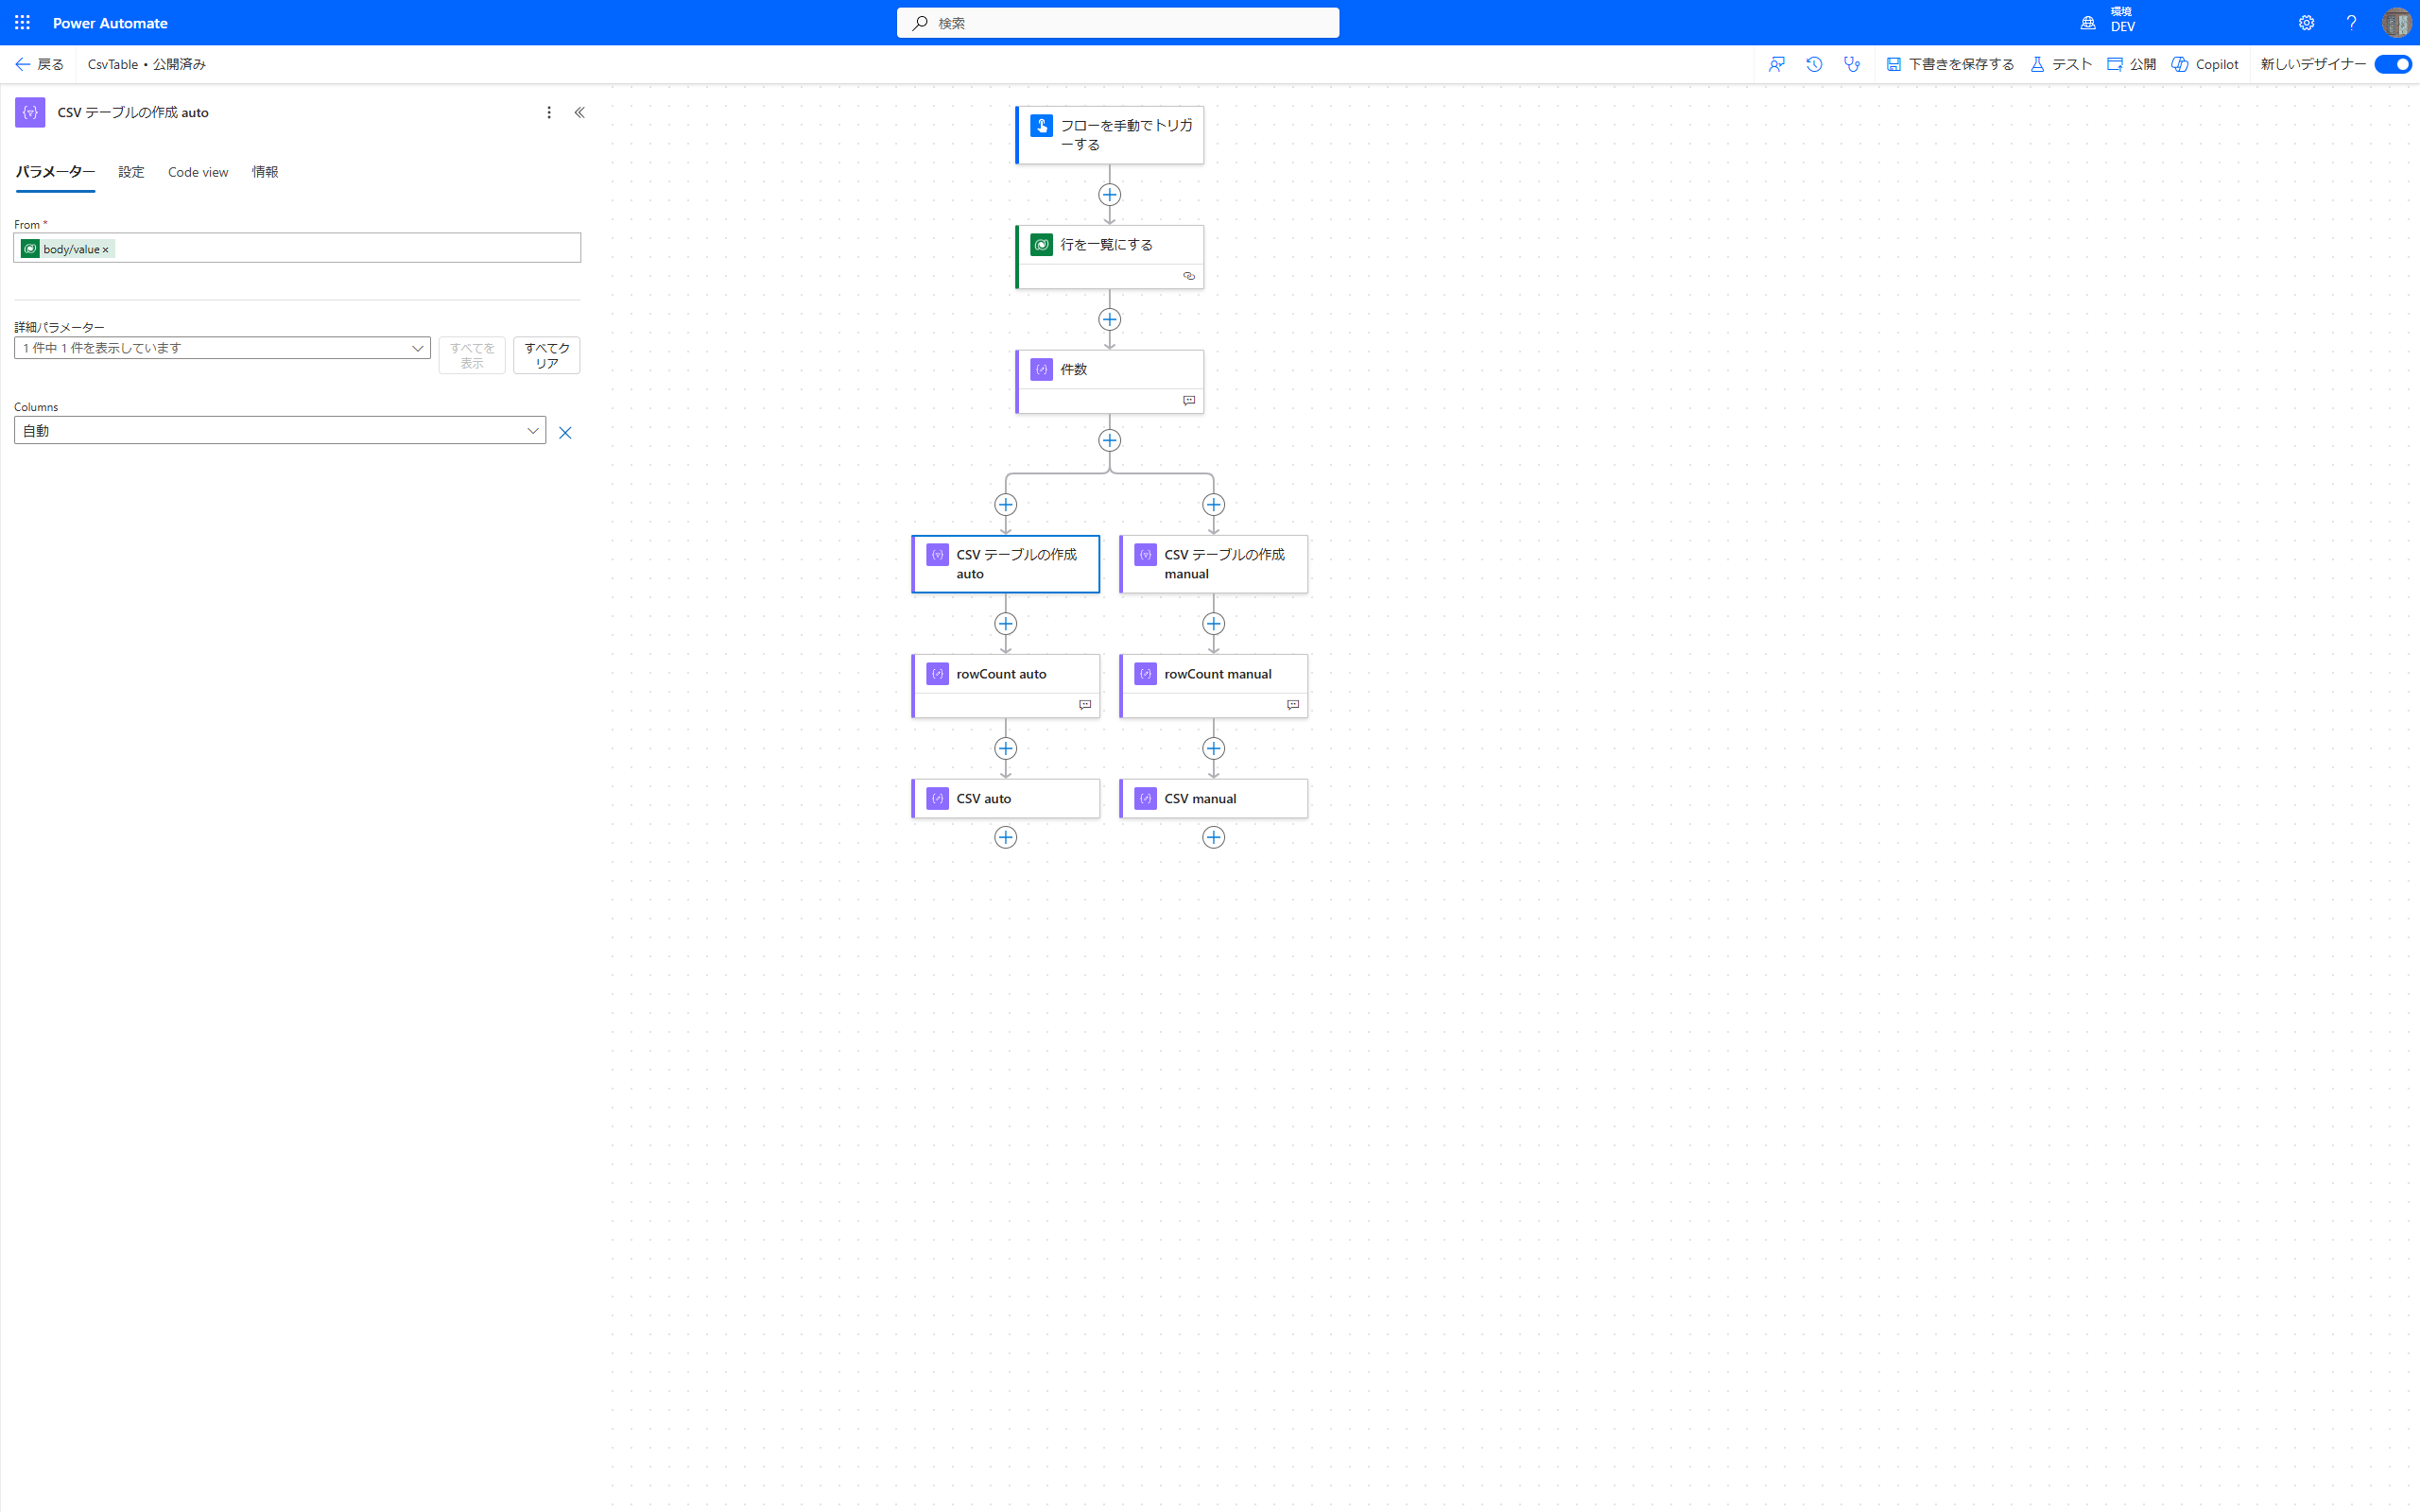 Power Automate
検索
環境
DEV
戻る
CsvTable • 公開済み
下書きを保存する
テスト
公開
Copilot
新しいデザイナー
CSV テーブルの作成 auto
パラメーター
設定
Code view
情報
From *
body/value ×
詳細パラメーター
1 件中 1 件を表示しています
すべてを
表示
すべてク
リア
Columns
自動
フローを手動でトリガ
ーする
行を一覧にする
件数
CSV テーブルの作成
auto
CSV テーブルの作成
manual
rowCount auto
rowCount manual
CSV auto
CSV manual